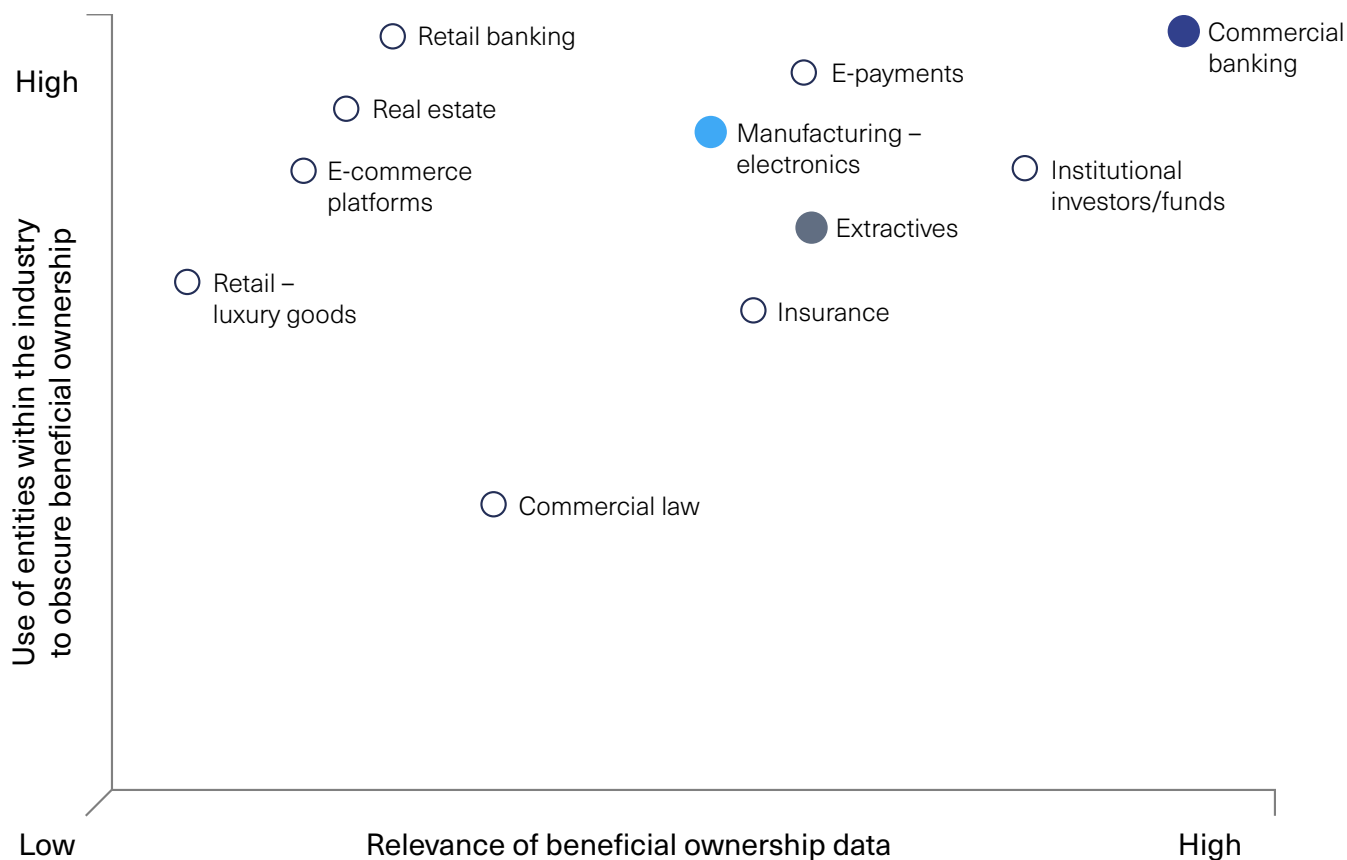 Retail banking
Commercial
banking
High
E-payments
Real estate
Manufacturing –
electronics
E-commerce
platforms
Institutional
investors/funds
Extractives
Use of entities within the industry
to obscure beneficial ownership
Retail –
luxury goods
Insurance
Commercial law
Low
Relevance of beneficial ownership data
High